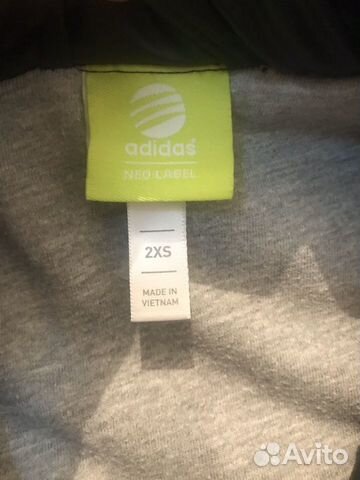 adidas
NEO LABEL
2XS
MADE IN
VIETNAM
Avito